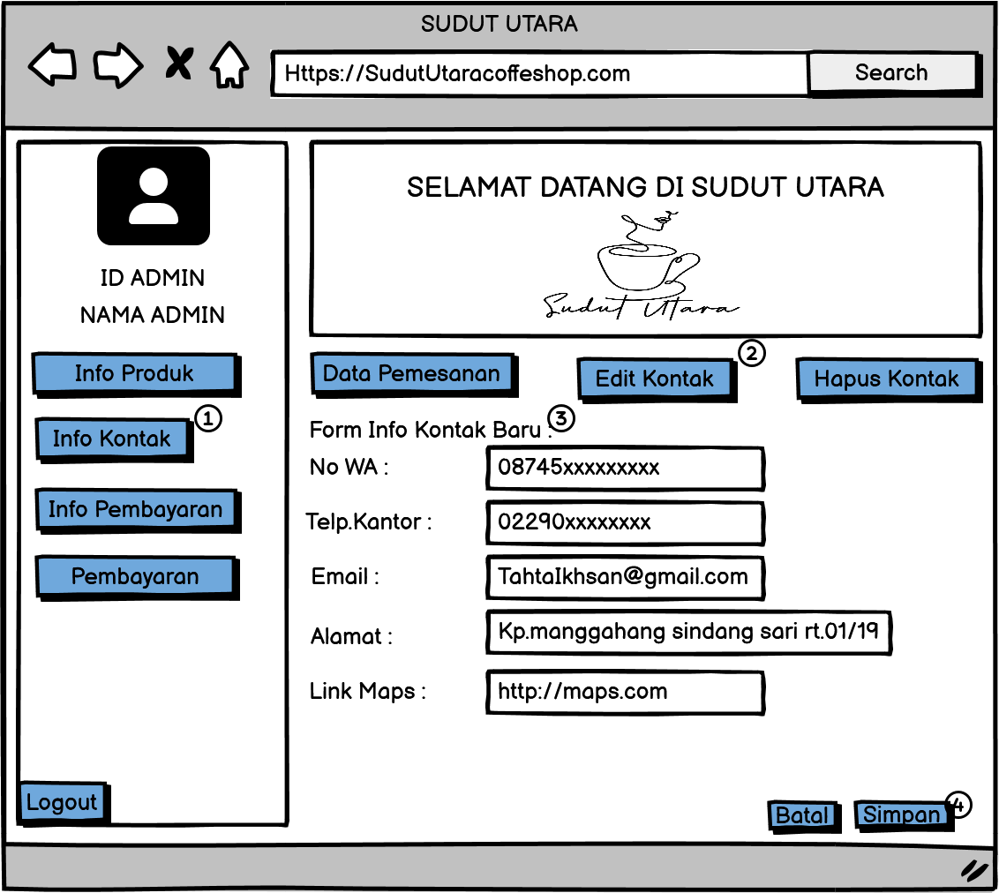 SUDUT UTARA
Https://SudutUtaracoffeshop.com
Search
ID ADMIN
NAMA ADMIN
Info Produk
Info Kontak
1
Info Pembayaran
Pembayaran
Logout
SELAMAT DATANG DI SUDUT UTARA
Sudut Utara
Data Pemesanan
Edit Kontak
2
Hapus Kontak
Form Info Kontak Baru :
3
No WA : 08745xxxxxxxxx
Telp.Kantor : 02290xxxxxxxx
Email : TahtaIkhsan@gmail.com
Alamat : Kp.manggahang sindang sari rt.01/19
Link Maps : http://maps.com
Batal
Simpan
4